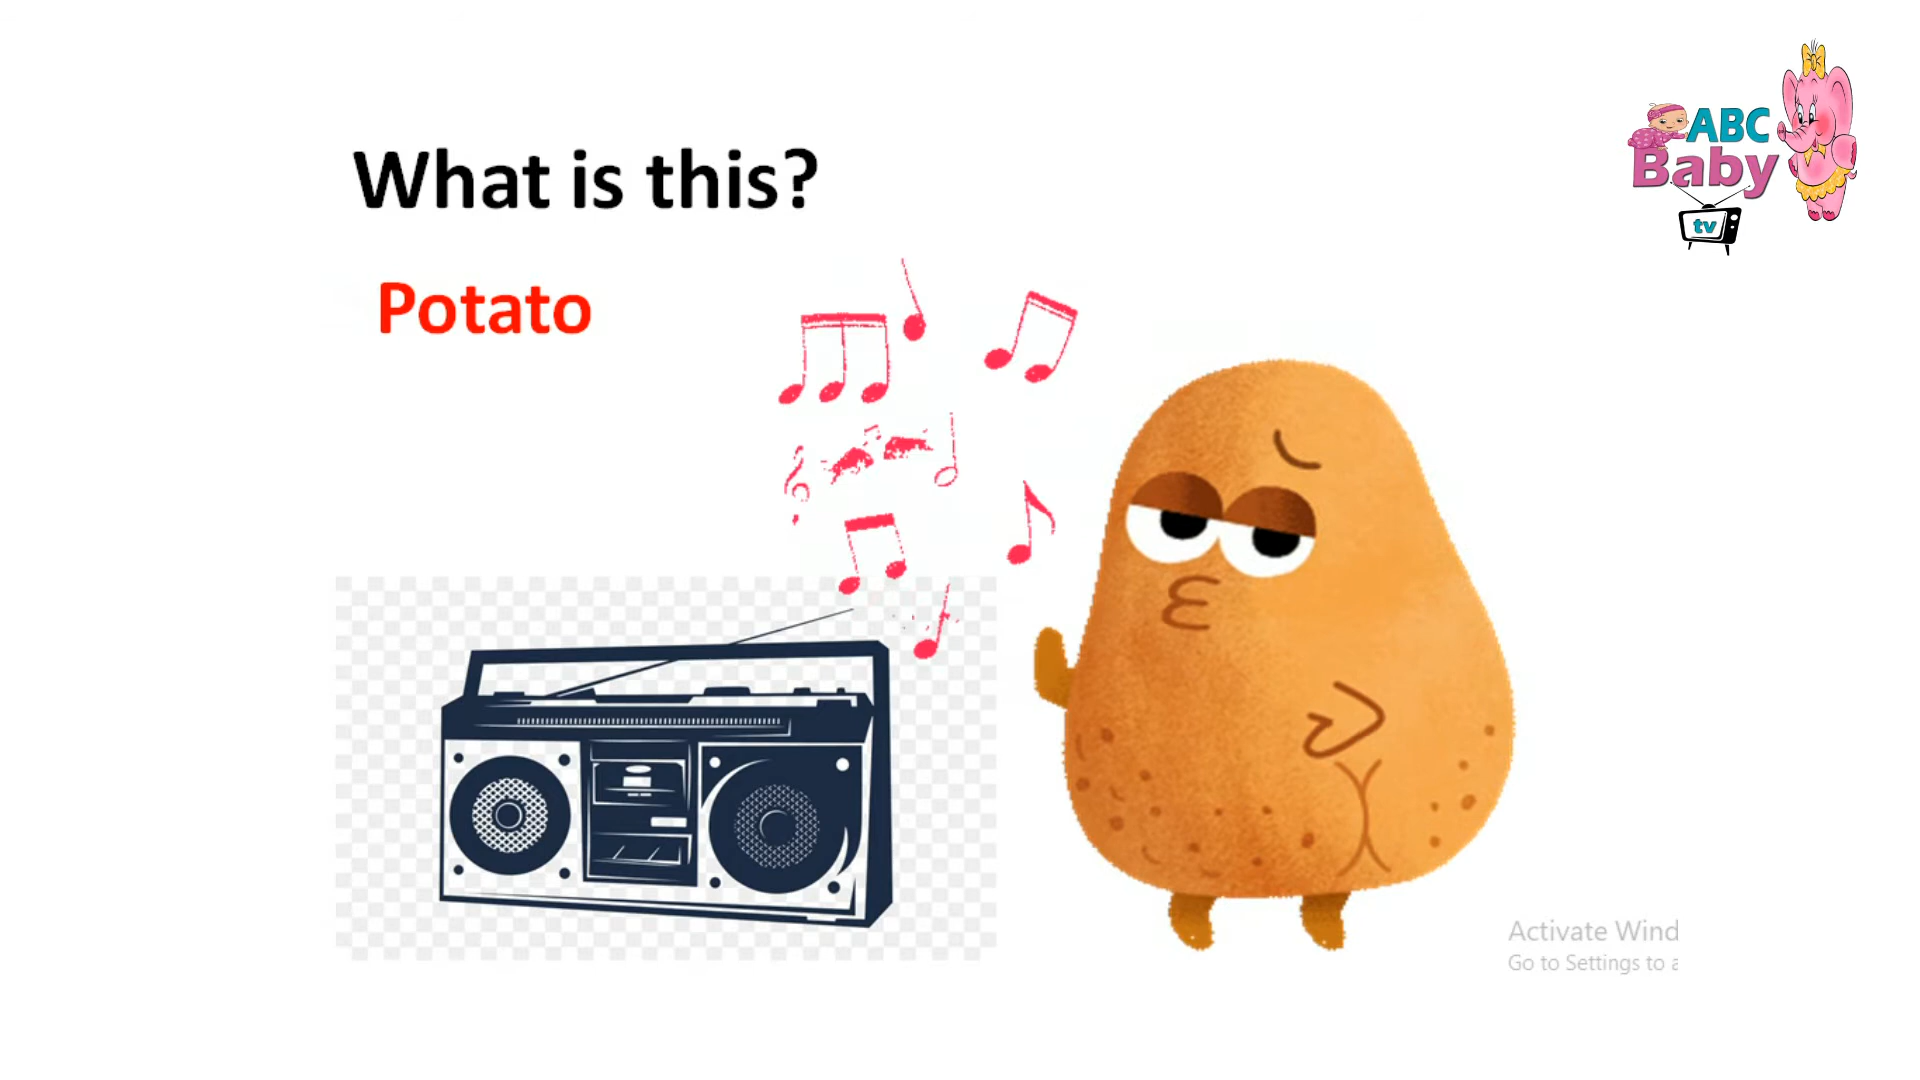 What is this?
Potato
ABC
Baby
tv
Activate Wind
Go to Settings to a